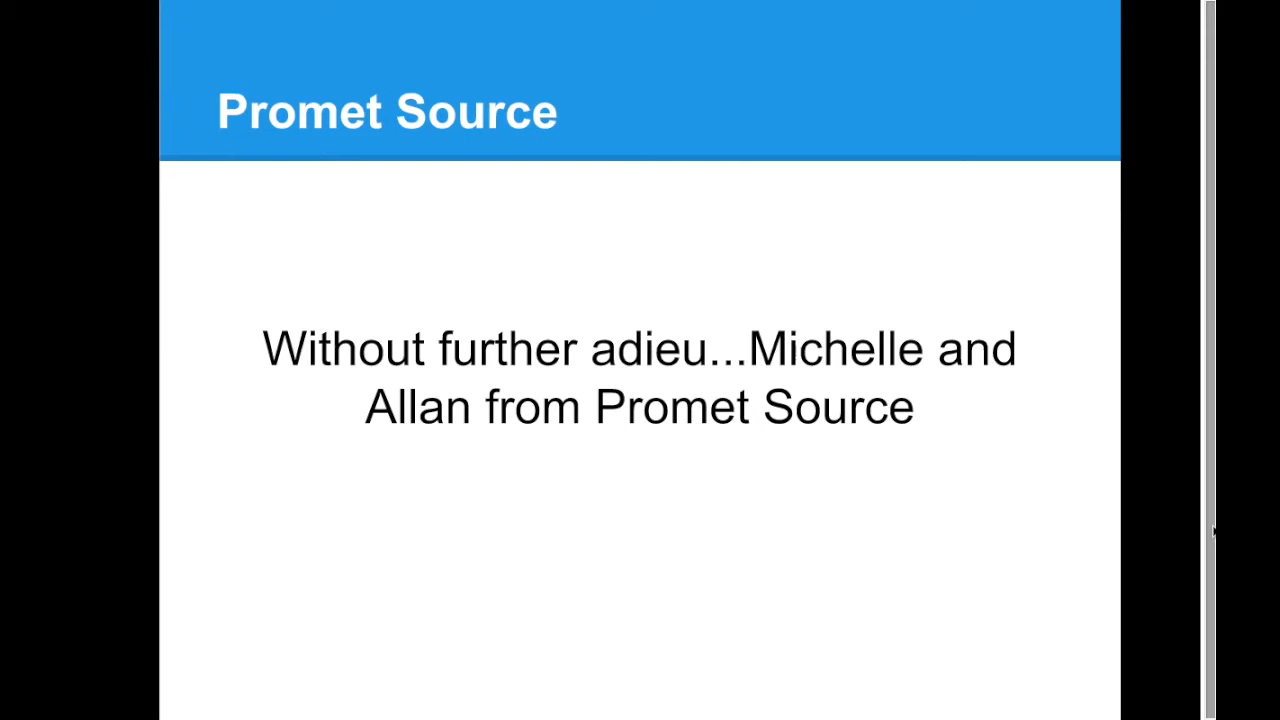 Promet Source
Without further adieu...Michelle and
Allan from Promet Source